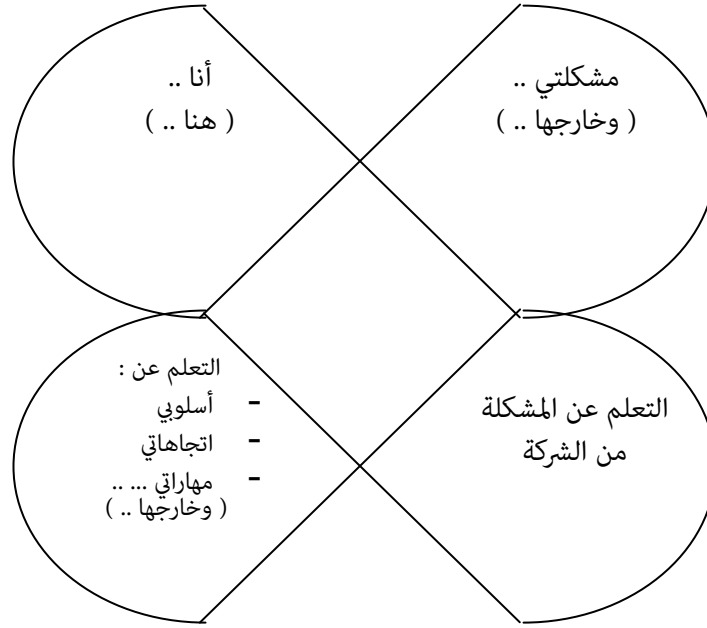 مشكلتي ..
( وخارجها .. )
أنا ..
( هنا .. )
التعلم عن المشكلة
من الشركة
التعلم عن :
- أسلوبي
- اتجاهاتي
- مهاراتي ... ..
( وخارجها .. )